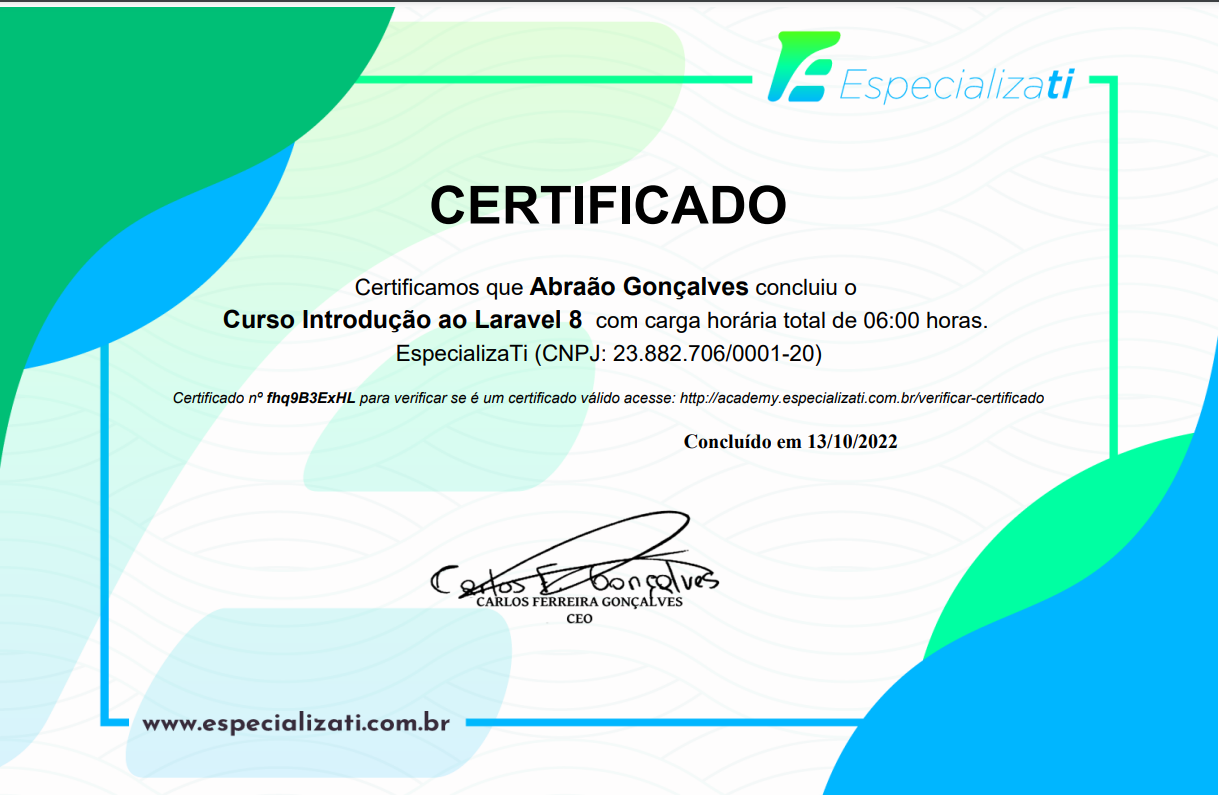 Especializati
CERTIFICADO
Certificamos que Abraão Gonçalves concluiu o
Curso Introdução ao Laravel 8 com carga horária total de 06:00 horas.
EspecializaTi (CNPJ: 23.882.706/0001-20)
Certificado nº fhq9B3ExHL para verificar se é um certificado válido acesse: http://academy.especializati.com.br/verificar-certificado
Concluído em 13/10/2022
Carlos F. Gonçalves
CARLOS FERREIRA GONÇALVES
CEO
www.especializati.com.br